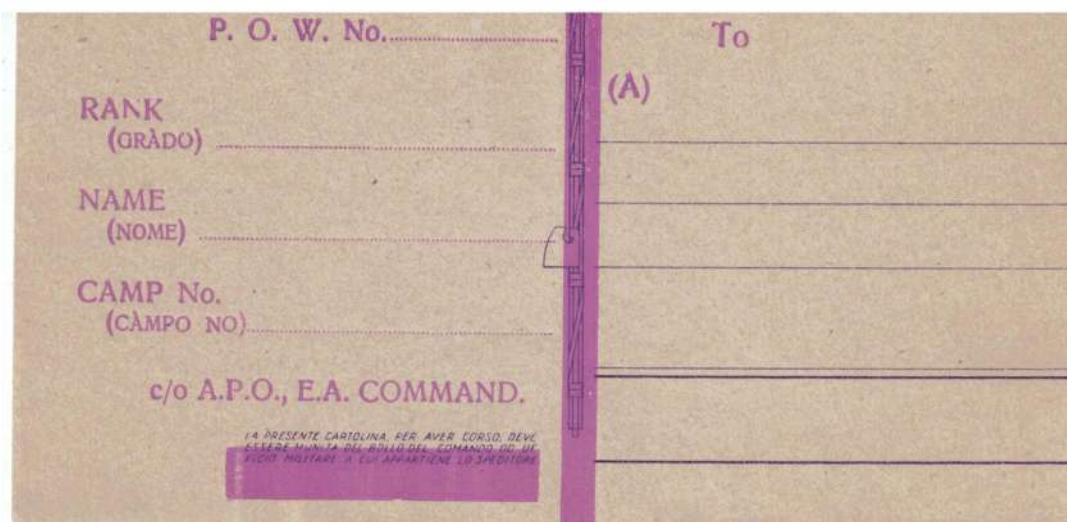 P. O. W. No.
To
(A)
RANK
(GRÀDO)
NAME
(NOME)
CAMP No.
(CÀMPO NO)
c/o A.P.O., E.A. COMMAND.
LA PRESENTE CARTOLINA, PER AVER CORSO, DEVE
ESSERE MUNITA DEL BOLLO DEL COMANDO OD UF
FICIO MILITARE A CUI APPARTIENE LO SPEDITORE